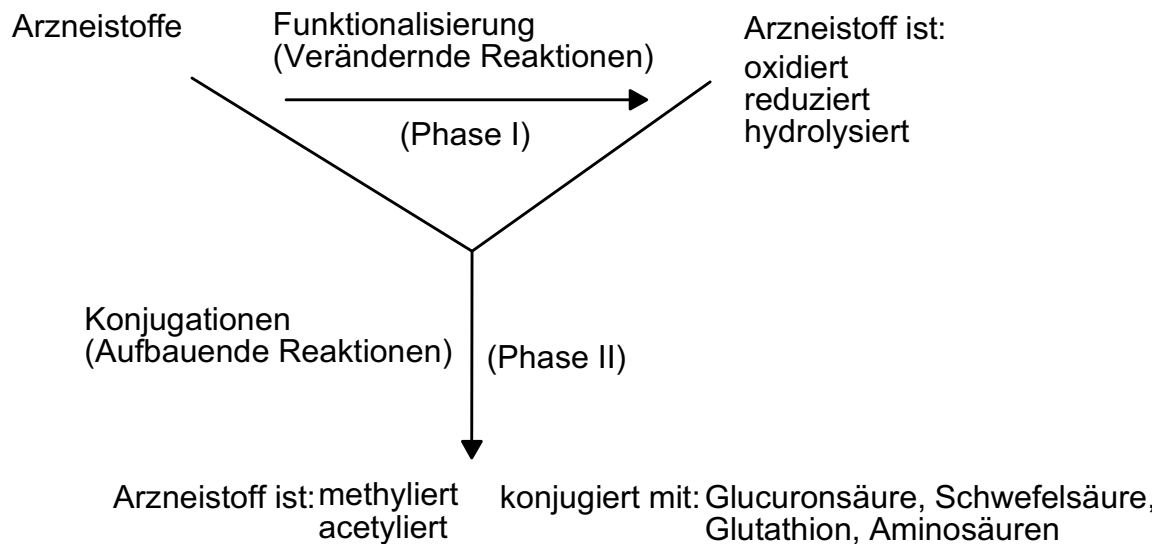 Arzneistoffe
Funktionalisierung
(Verändernde Reaktionen)
(Phase I)
Arzneistoff ist:
oxidiert
reduziert
hydrolysiert
Konjugationen
(Aufbauende Reaktionen)
(Phase II)
Arzneistoff ist: methyliert
acetyliert
konjugiert mit: Glucuronsäure, Schwefelsäure,
Glutathion, Aminosäuren